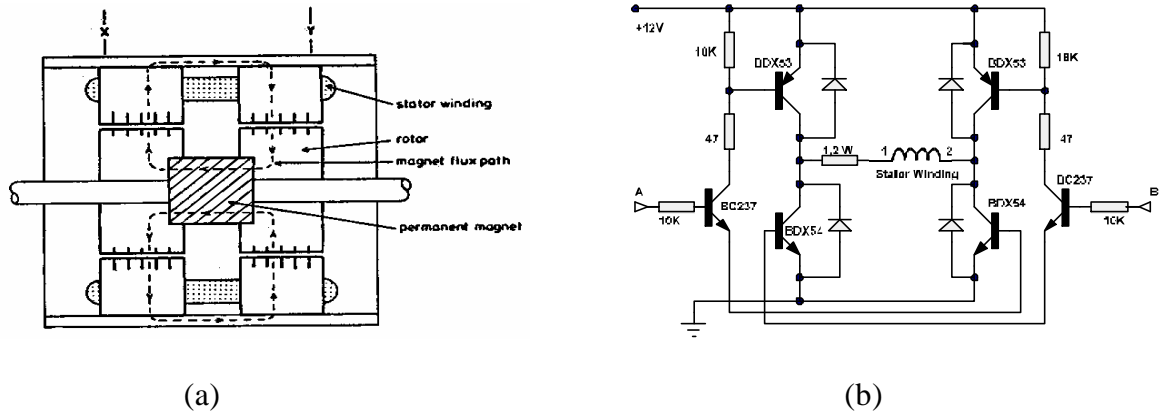 X
Y
stator winding
rotor
magnet flux path
permanent magnet
(a)
+12V
10K
BDX53
BDX53
18K
47
47
1,2 W
1
2
Stator Winding
A
10K
BC237
BDX54
BDX54
BC237
10K
B
(b)